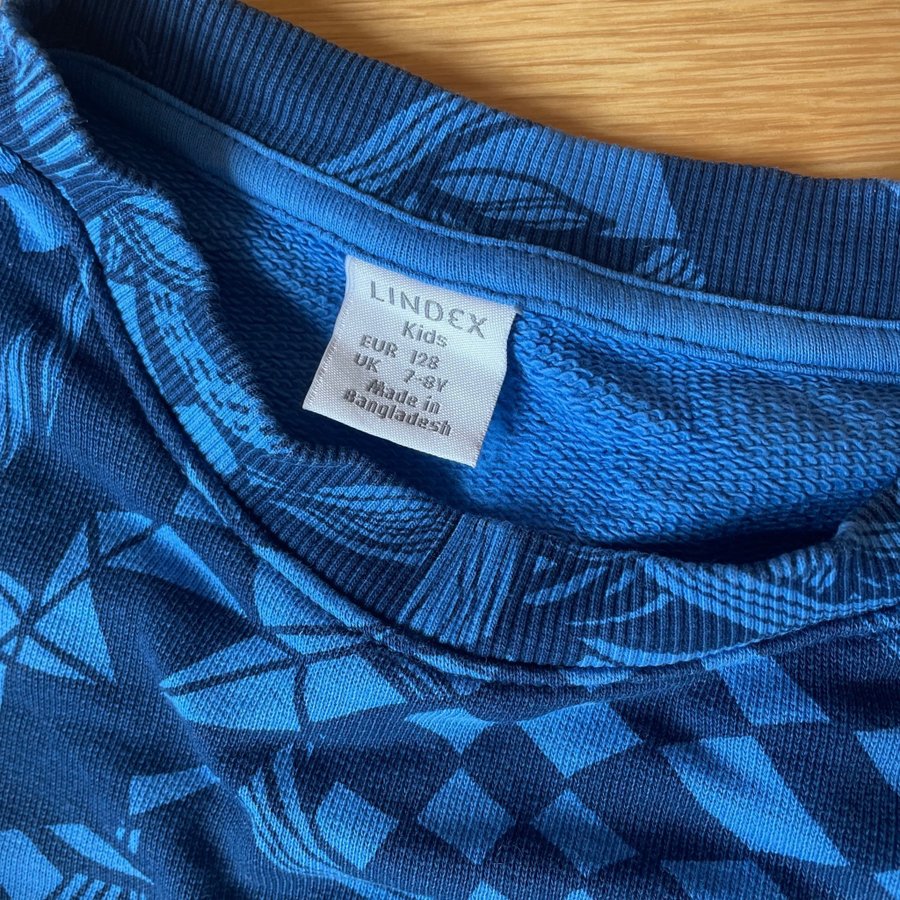 LINDEX
Kids
EUR 128
UK 7-8Y
Made in
Bangladesh